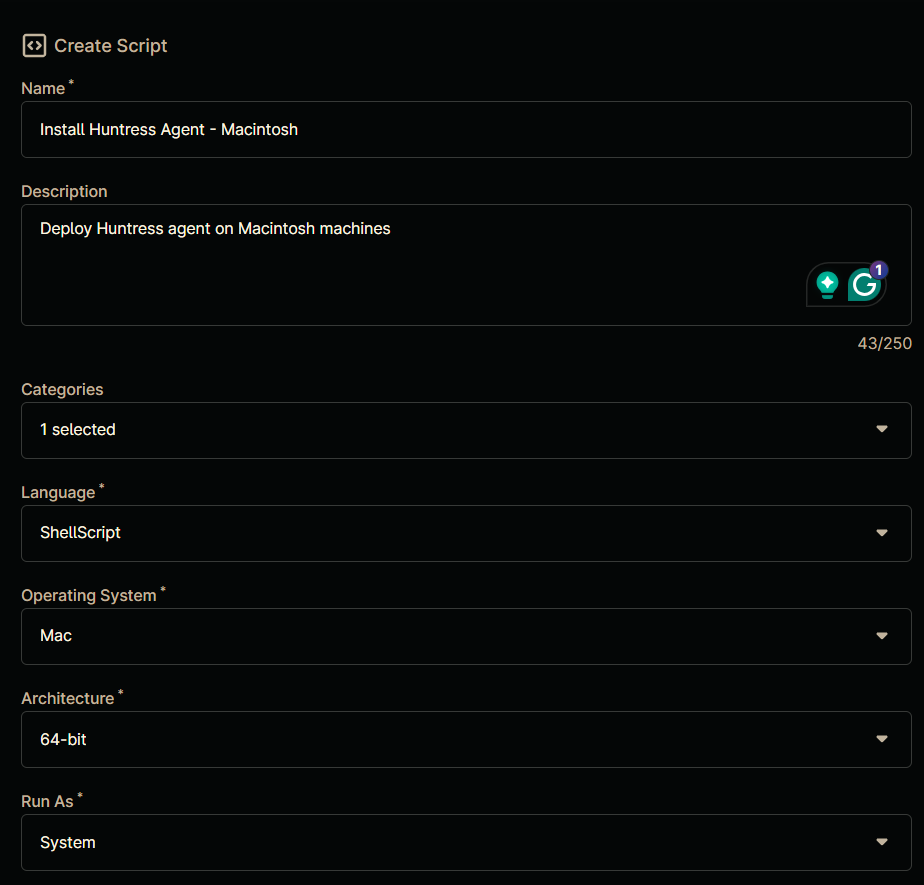 Create Script
Name *
Install Huntress Agent - Macintosh
Description
Deploy Huntress agent on Macintosh machines
1
43/250
Categories
1 selected
Language *
ShellScript
Operating System *
Mac
Architecture *
64-bit
Run As *
System